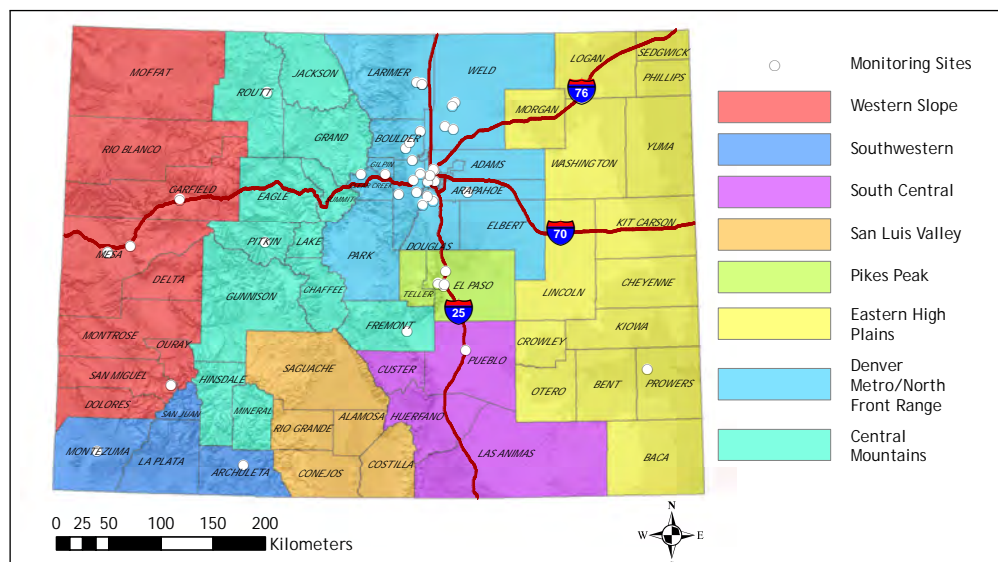 MOFFAT
ROUTT
JACKSON
LARIMER
WELD
LOGAN
SEDGWICK
PHILLIPS
MORGAN
76
GRAND
BOULDER
RIO BLANCO
GILPIN
ADAMS
WASHINGTON
YUMA
GARFIELD
EAGLE
SUMMIT
CLEAR CREEK
ARAPAHOE
PITKIN
LAKE
PARK
DOUGLAS
ELBERT
70
KIT CARSON
MESA
DELTA
GUNNISON
CHAFFEE
TELLER
EL PASO
LINCOLN
CHEYENNE
MONTROSE
OURAY
FREMONT
25
CROWLEY
KIOWA
SAN MIGUEL
HINSDALE
SAGUACHE
CUSTER
PUEBLO
OTERO
BENT
PROWERS
DOLORES
SAN JUAN
MINERAL
RIO GRANDE
ALAMOSA
HUERFANO
MONTEZUMA
LA PLATA
ARCHULETA
CONEJOS
COSTILLA
LAS ANIMAS
BACA
Monitoring Sites
Western Slope
Southwestern
South Central
San Luis Valley
Pikes Peak
Eastern High
Plains
Denver
Metro/North
Front Range
Central
Mountains
0 25 50 100 150 200
Kilometers
N
W E
S